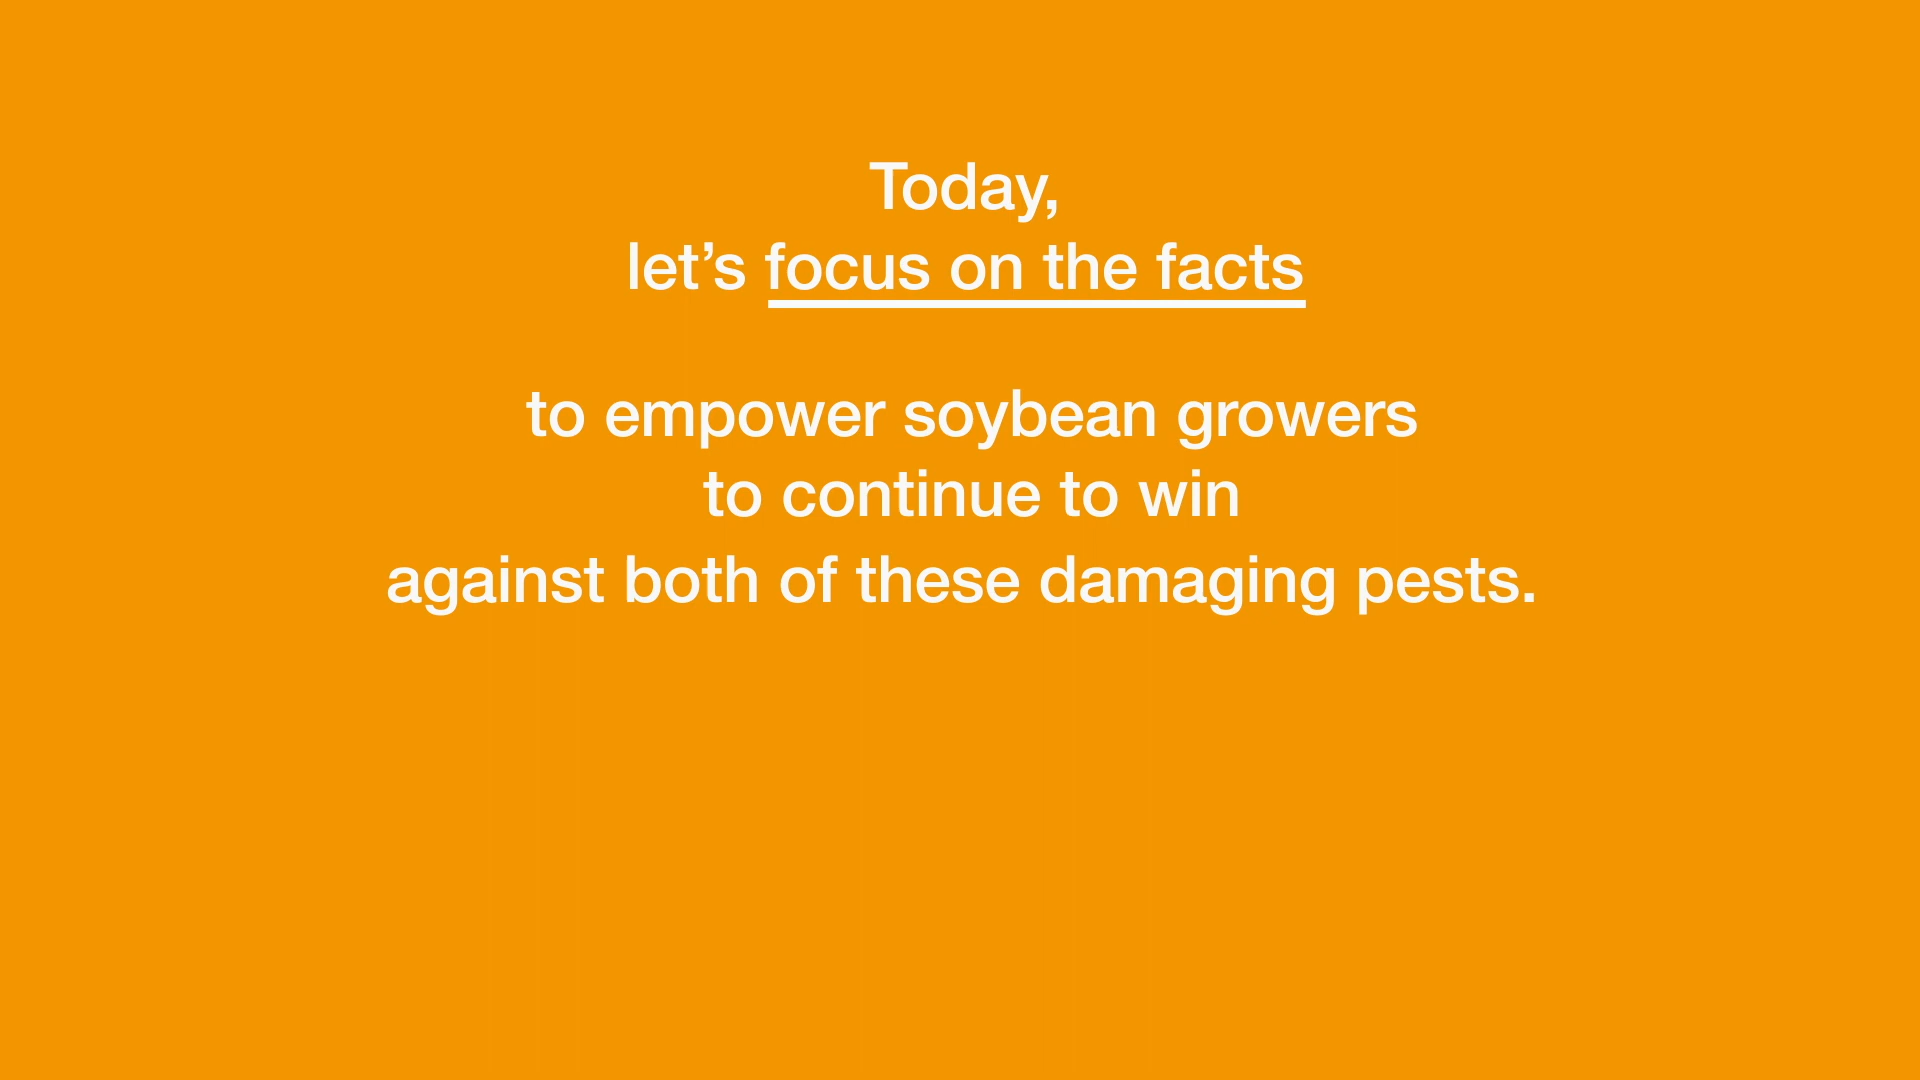 Today,
let’s focus on the facts
to empower soybean growers
to continue to win
against both of these damaging pests.